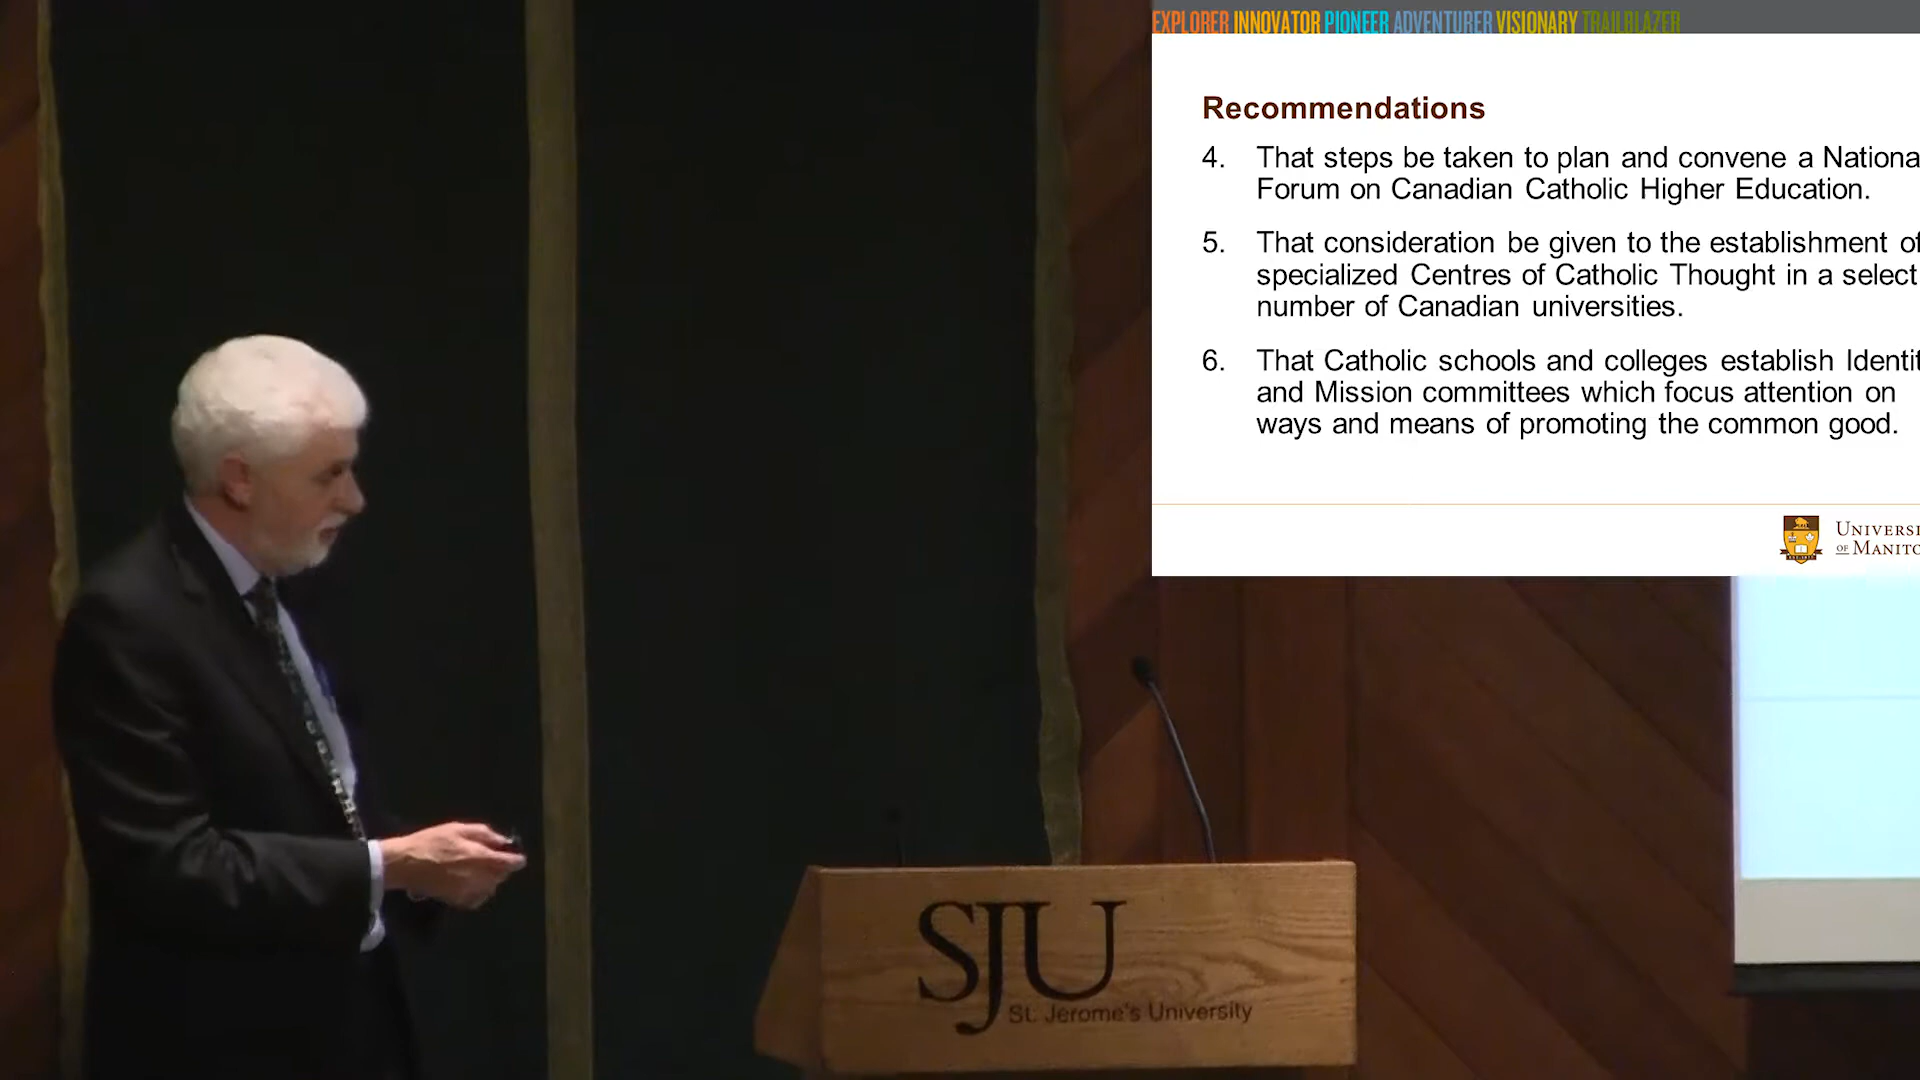 EXPLORER INNOVATOR PIONEER ADVENTURER VISIONARY TRAILBLAZER
Recommendations
4. That steps be taken to plan and convene a Nationa
Forum on Canadian Catholic Higher Education.
5. That consideration be given to the establishment of
specialized Centres of Catholic Thought in a select
number of Canadian universities.
6. That Catholic schools and colleges establish Identit
and Mission committees which focus attention on
ways and means of promoting the common good.
UNIVERSI
OF MANITO
SJU
St. Jerome's University